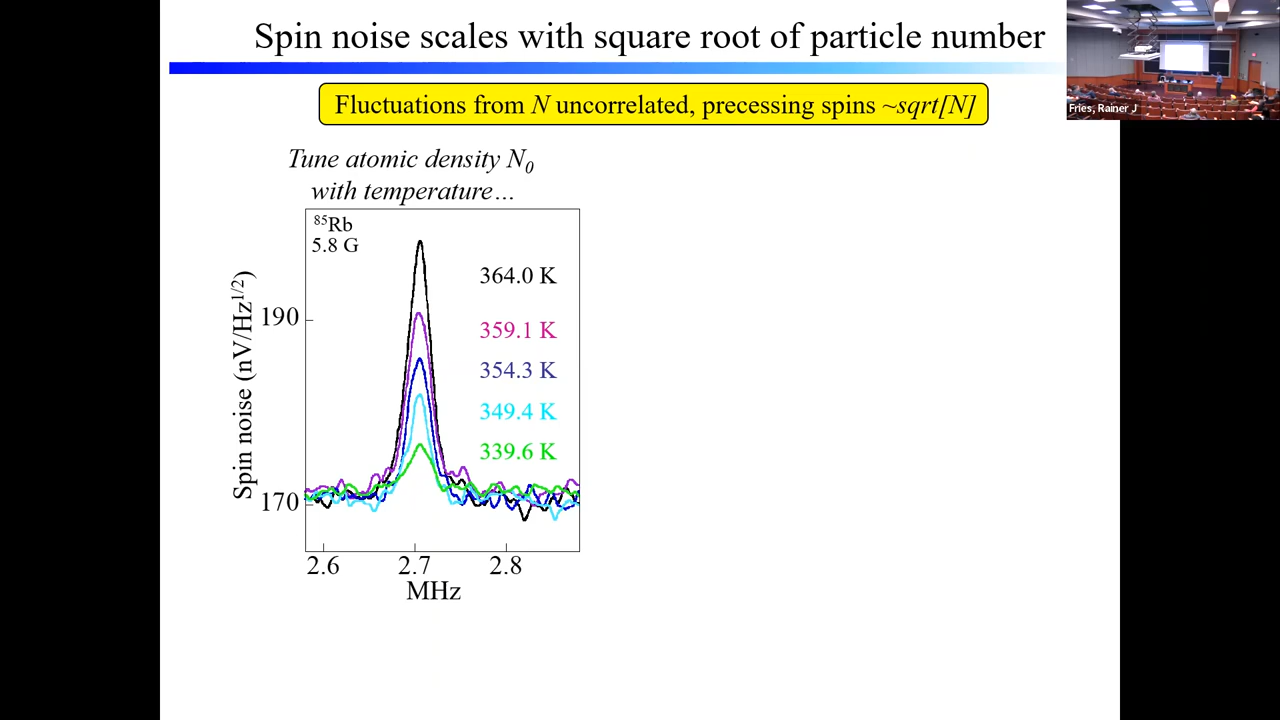 Spin noise scales with square root of particle number
Fluctuations from N uncorrelated, precessing spins ~sqrt[N]
Fries, Rainer J
Tune atomic density N₀
with temperature…
⁸⁵Rb
5.8 G
364.0 K
359.1 K
354.3 K
349.4 K
339.6 K
Spin noise (nV/Hz¹ᐟ²)
190
170
2.6 2.7 2.8
MHz